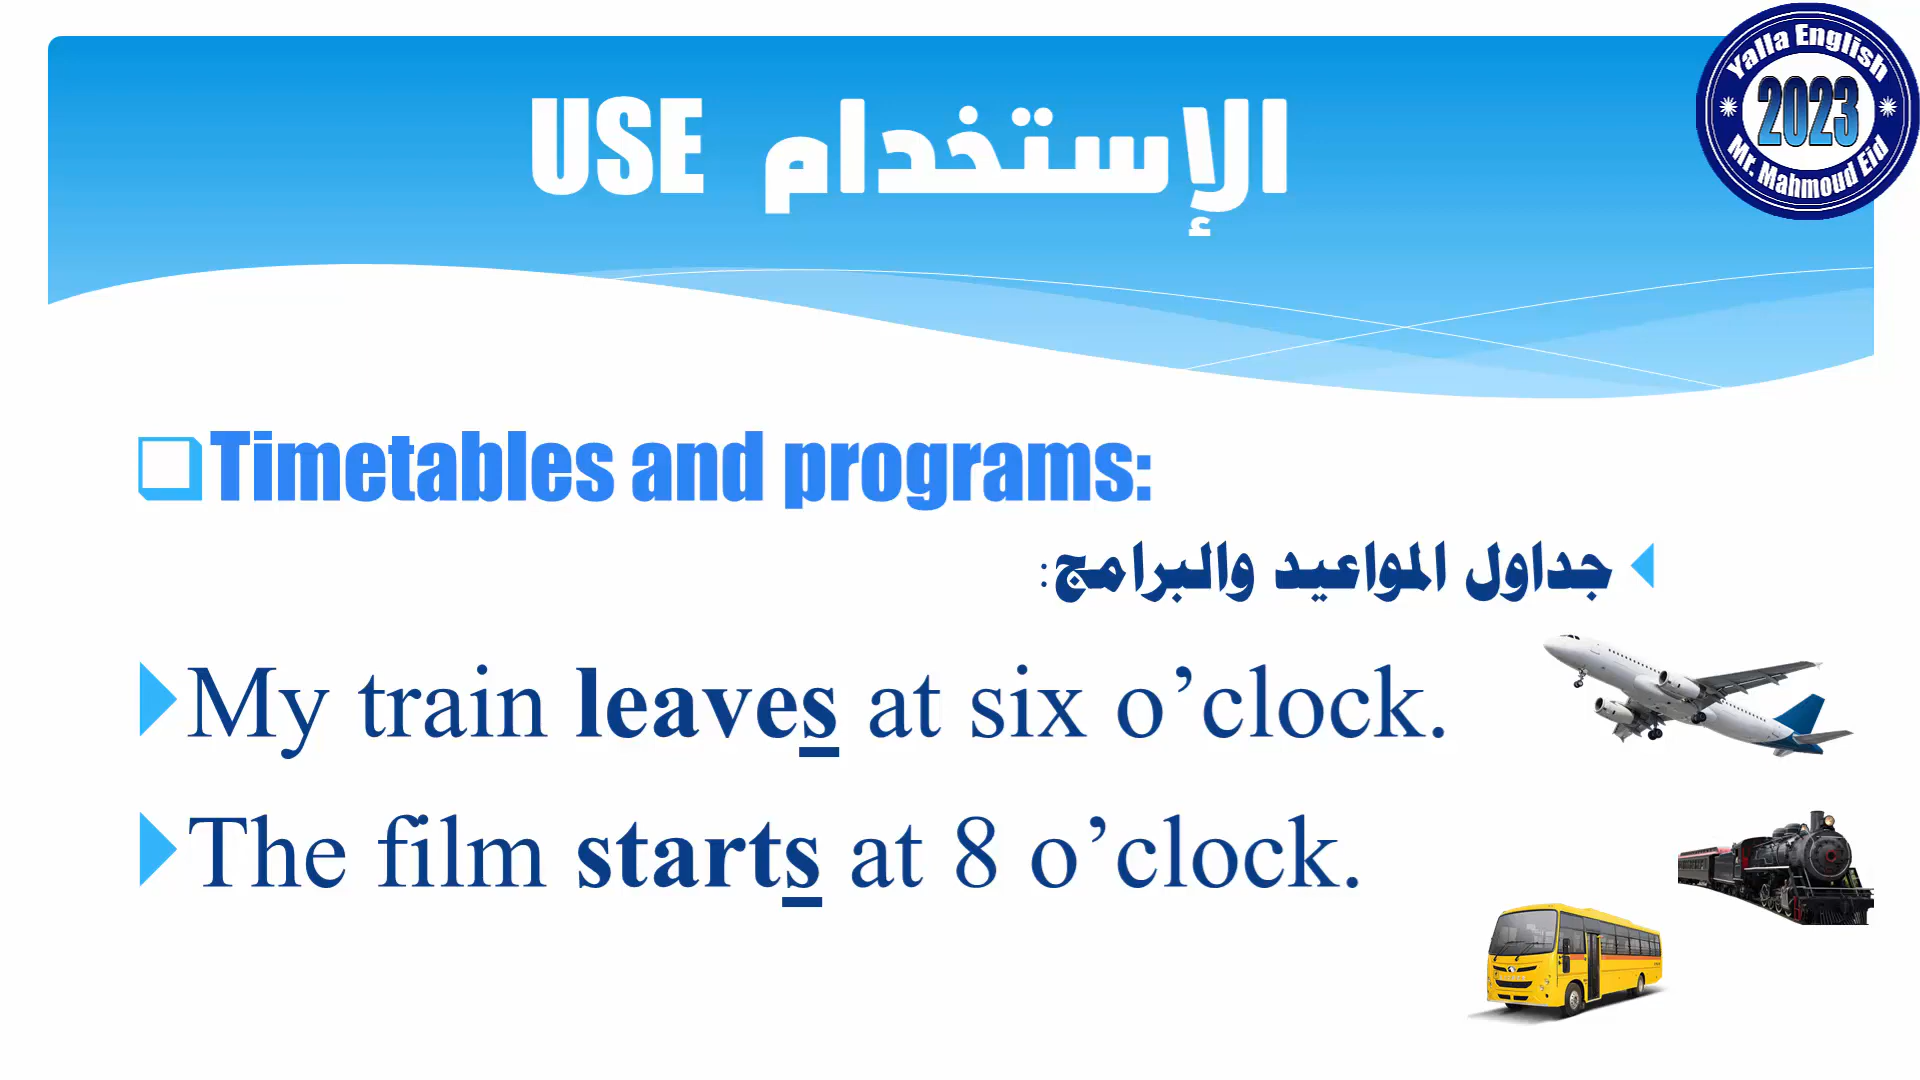 Yalla English
2023
Mr. Mahmoud Eid
USE الإستخدام
Timetables and programs:
جداول المواعيد والبرامج:
My train leaves at six o’clock.
The film starts at 8 o’clock.